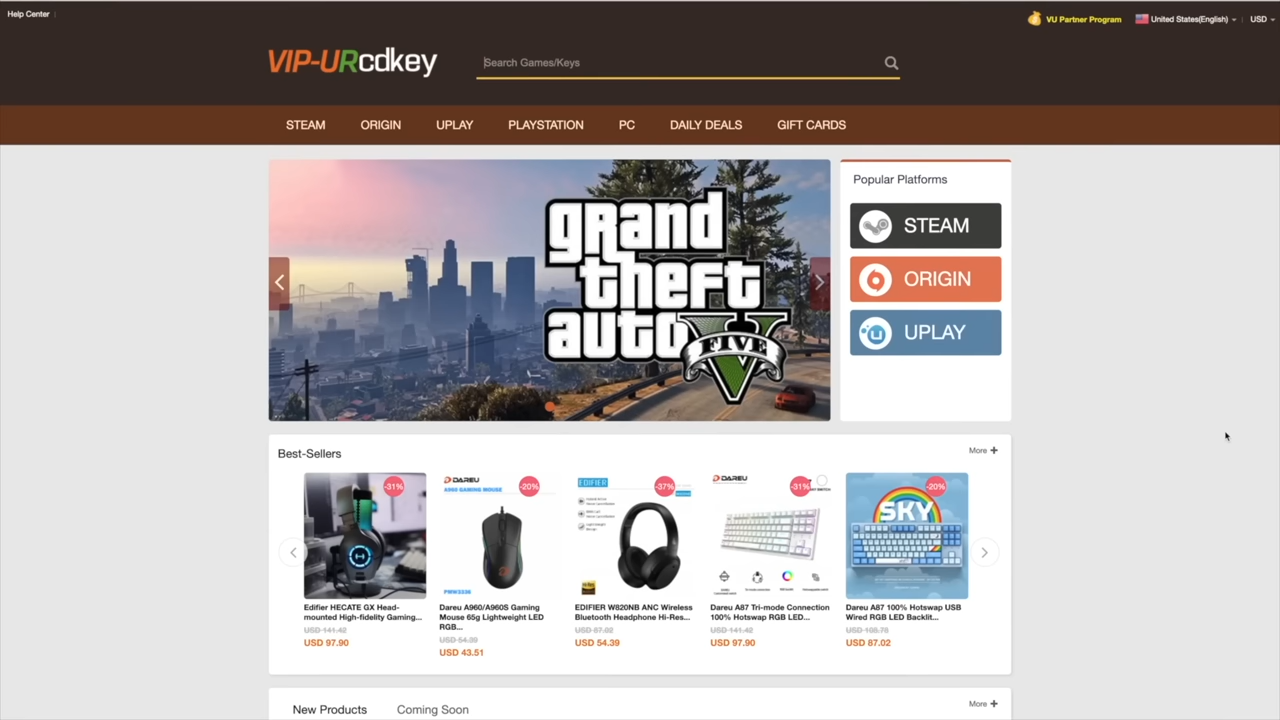 Help Center
VU Partner Program
United States(English)
USD
VIP-URcdkey
Search Games/Keys
STEAM
ORIGIN
UPLAY
PLAYSTATION
PC
DAILY DEALS
GIFT CARDS
grand
theft
auto
FIVE
Popular Platforms
STEAM
ORIGIN
UPLAY
Best-Sellers
More +
-31%
Edifier HECATE GX Head-
mounted High-fidelity Gaming...
USD 141.42
USD 97.90
DAREU
A960 GAMING MOUSE
-20%
Dareu A960/A960S Gaming
Mouse 65g Lightweight LED
RGB...
USD 54.39
USD 43.51
EDIFIER
-37%
EDIFIER W820NB ANC Wireless
Bluetooth Headphone Hi-Res...
USD 87.02
USD 54.39
DAREU
-31%
Dareu A87 Tri-mode Connection
100% Hotswap RGB LED...
USD 141.42
USD 97.90
-20%
SKY
Dareu A87 100% Hotswap USB
Wired RGB LED Backlit...
USD 108.78
USD 87.02
New Products
Coming Soon
More +